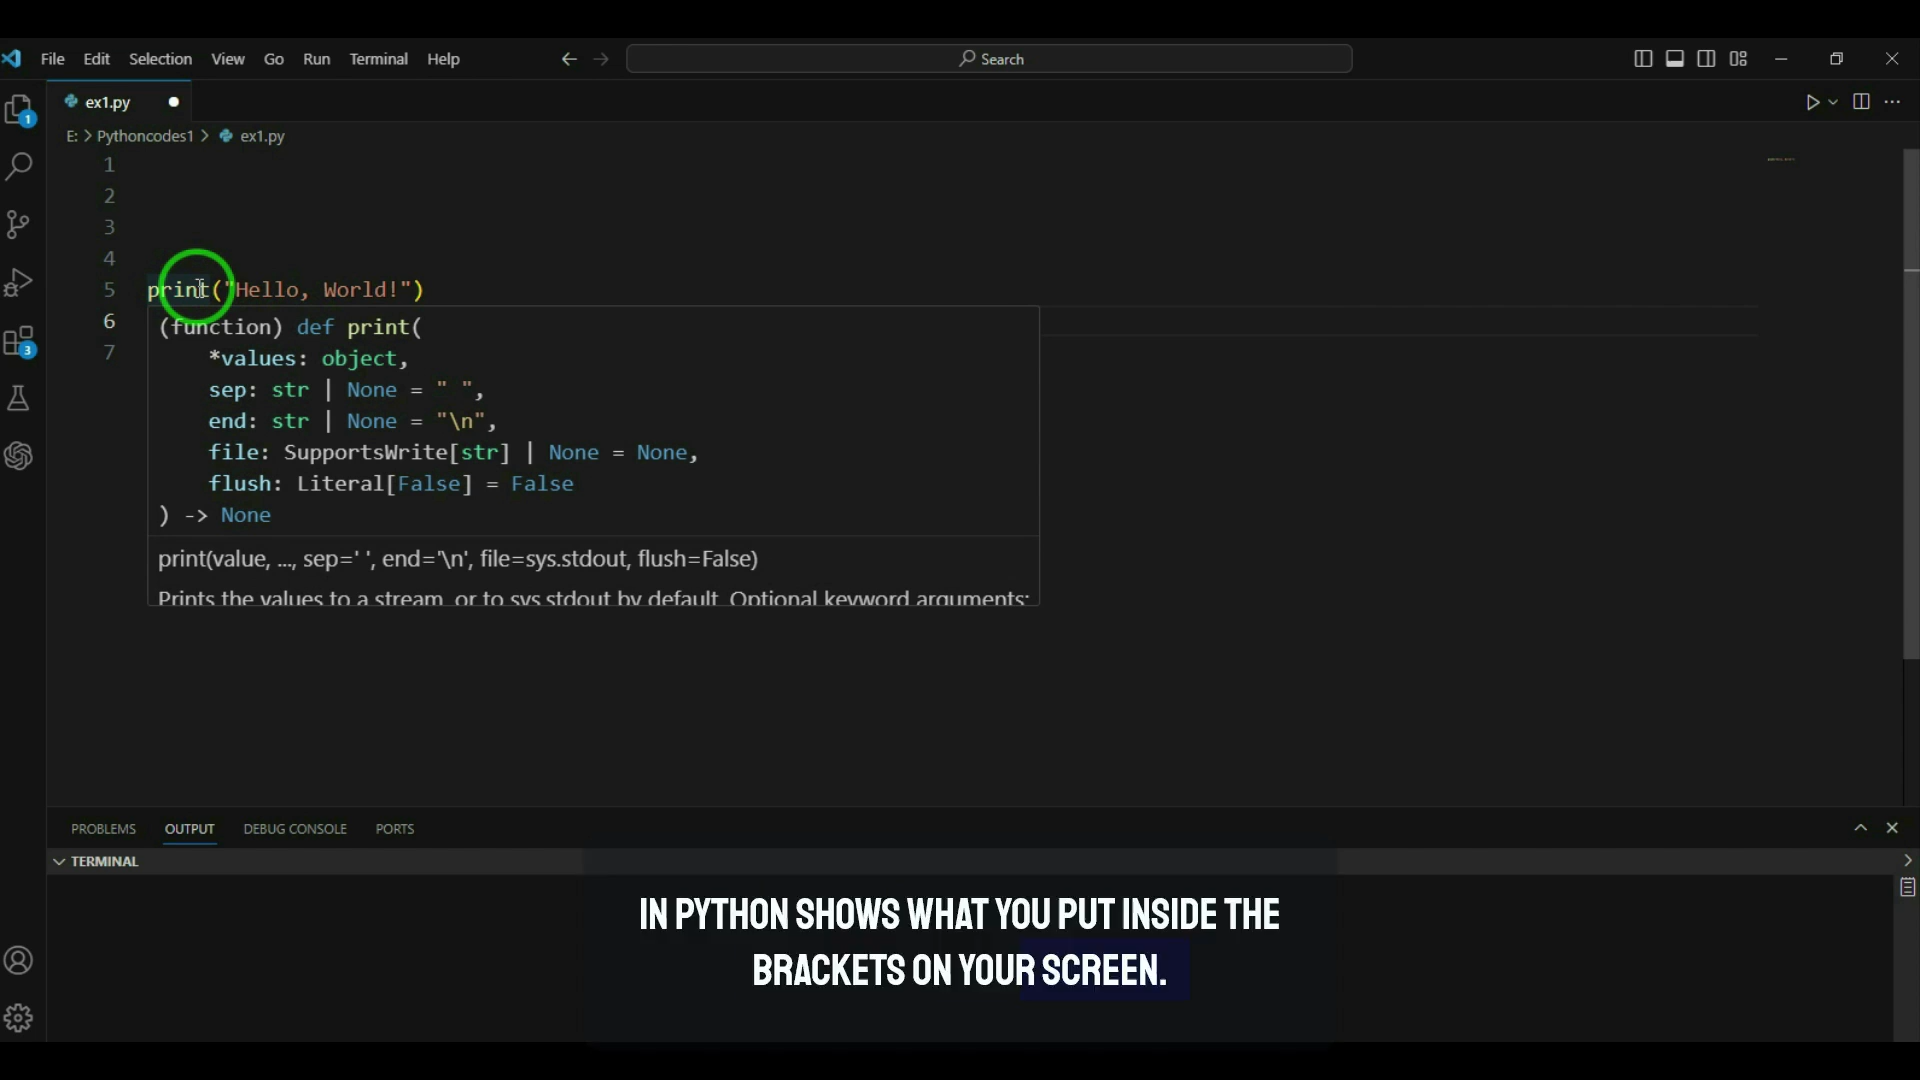 File Edit Selection View Go Run Terminal Help Search
ex1.py
E: > Pythoncodes1 > ex1.py
1
1
2
3
4
5 print("Hello, World!")
6 (function) def print(
7 *values: object,
sep: str | None = " ",
3
end: str | None = "\n",
file: SupportsWrite[str] | None = None,
flush: Literal[False] = False
) -> None
print(value, ..., sep=' ', end='\n', file=sys.stdout, flush=False)
Prints the values to a stream, or to sys.stdout by default. Optional keyword arguments:
PROBLEMS OUTPUT DEBUG CONSOLE PORTS
TERMINAL
IN PYTHON SHOWS WHAT YOU PUT INSIDE THE
BRACKETS ON YOUR SCREEN.